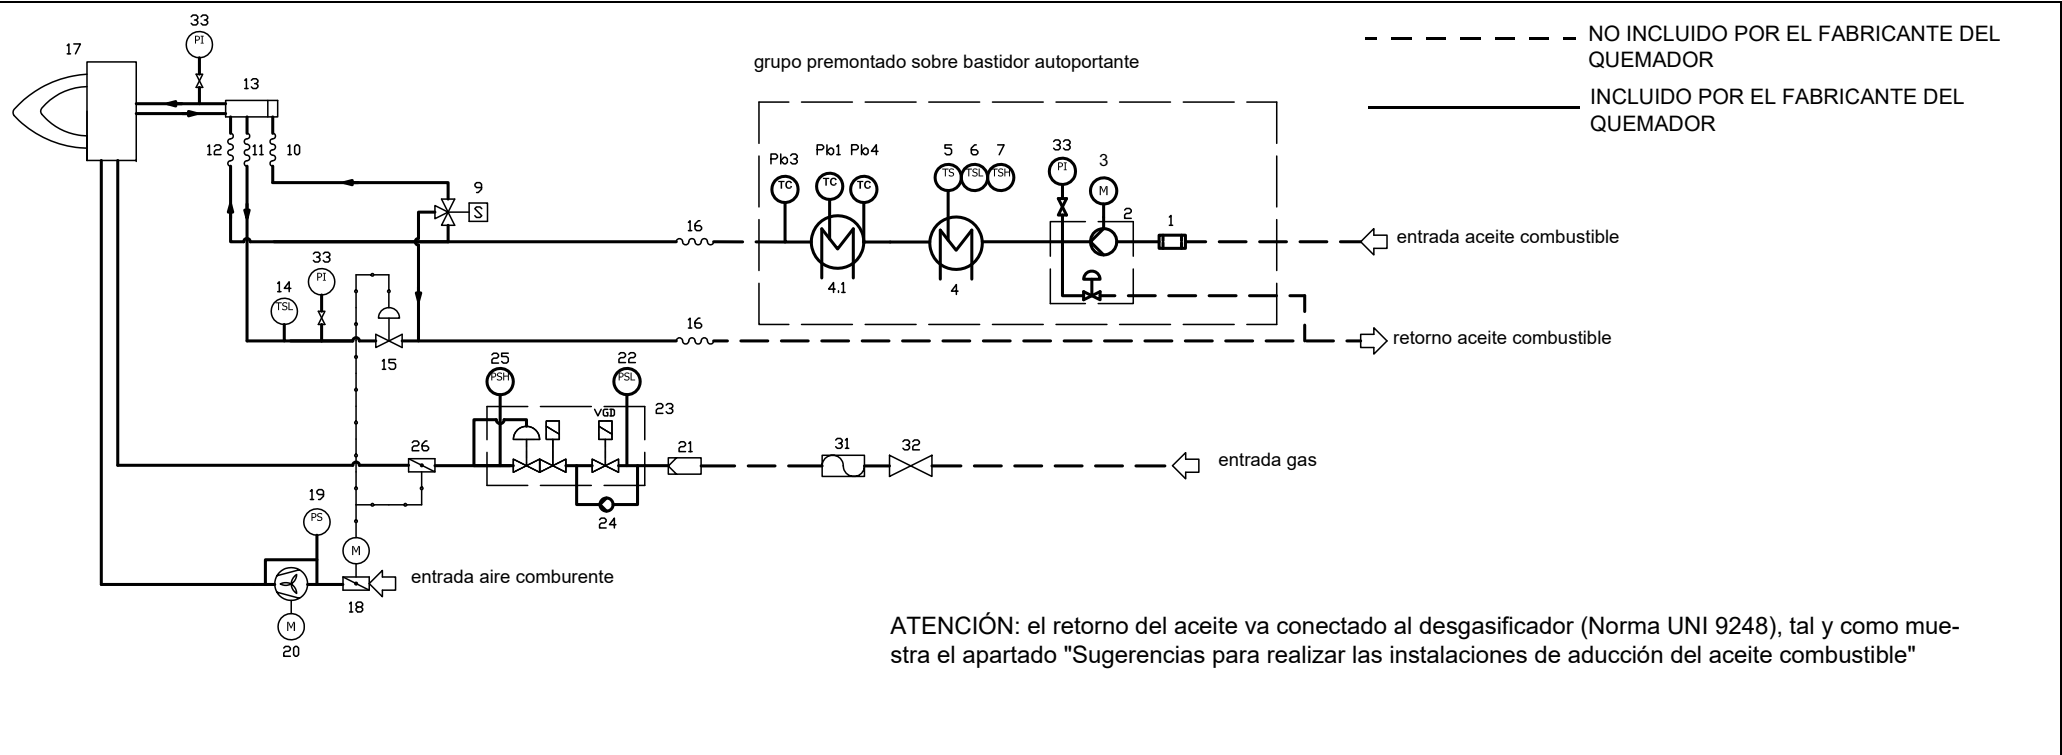 33
PI
17
13
12
11
10
9
S
NO INCLUIDO POR EL FABRICANTE DEL
QUEMADOR
INCLUIDO POR EL FABRICANTE DEL
QUEMADOR
grupo premontado sobre bastidor autoportante
Pb3
Pb1
Pb4
TC
TC
TC
5
6
7
TS
TSL
TSH
33
PI
3
M
2
1
4.1
4
16
entrada aceite combustible
33
PI
14
TSL
15
16
retorno aceite combustible
25
PSH
22
PSL
VGD
23
26
21
31
32
entrada gas
24
19
PS
M
entrada aire comburente
18
M
20
ATENCIÓN: el retorno del aceite va conectado al desgasificador (Norma UNI 9248), tal y como mue-
stra el apartado "Sugerencias para realizar las instalaciones de aducción del aceite combustible"